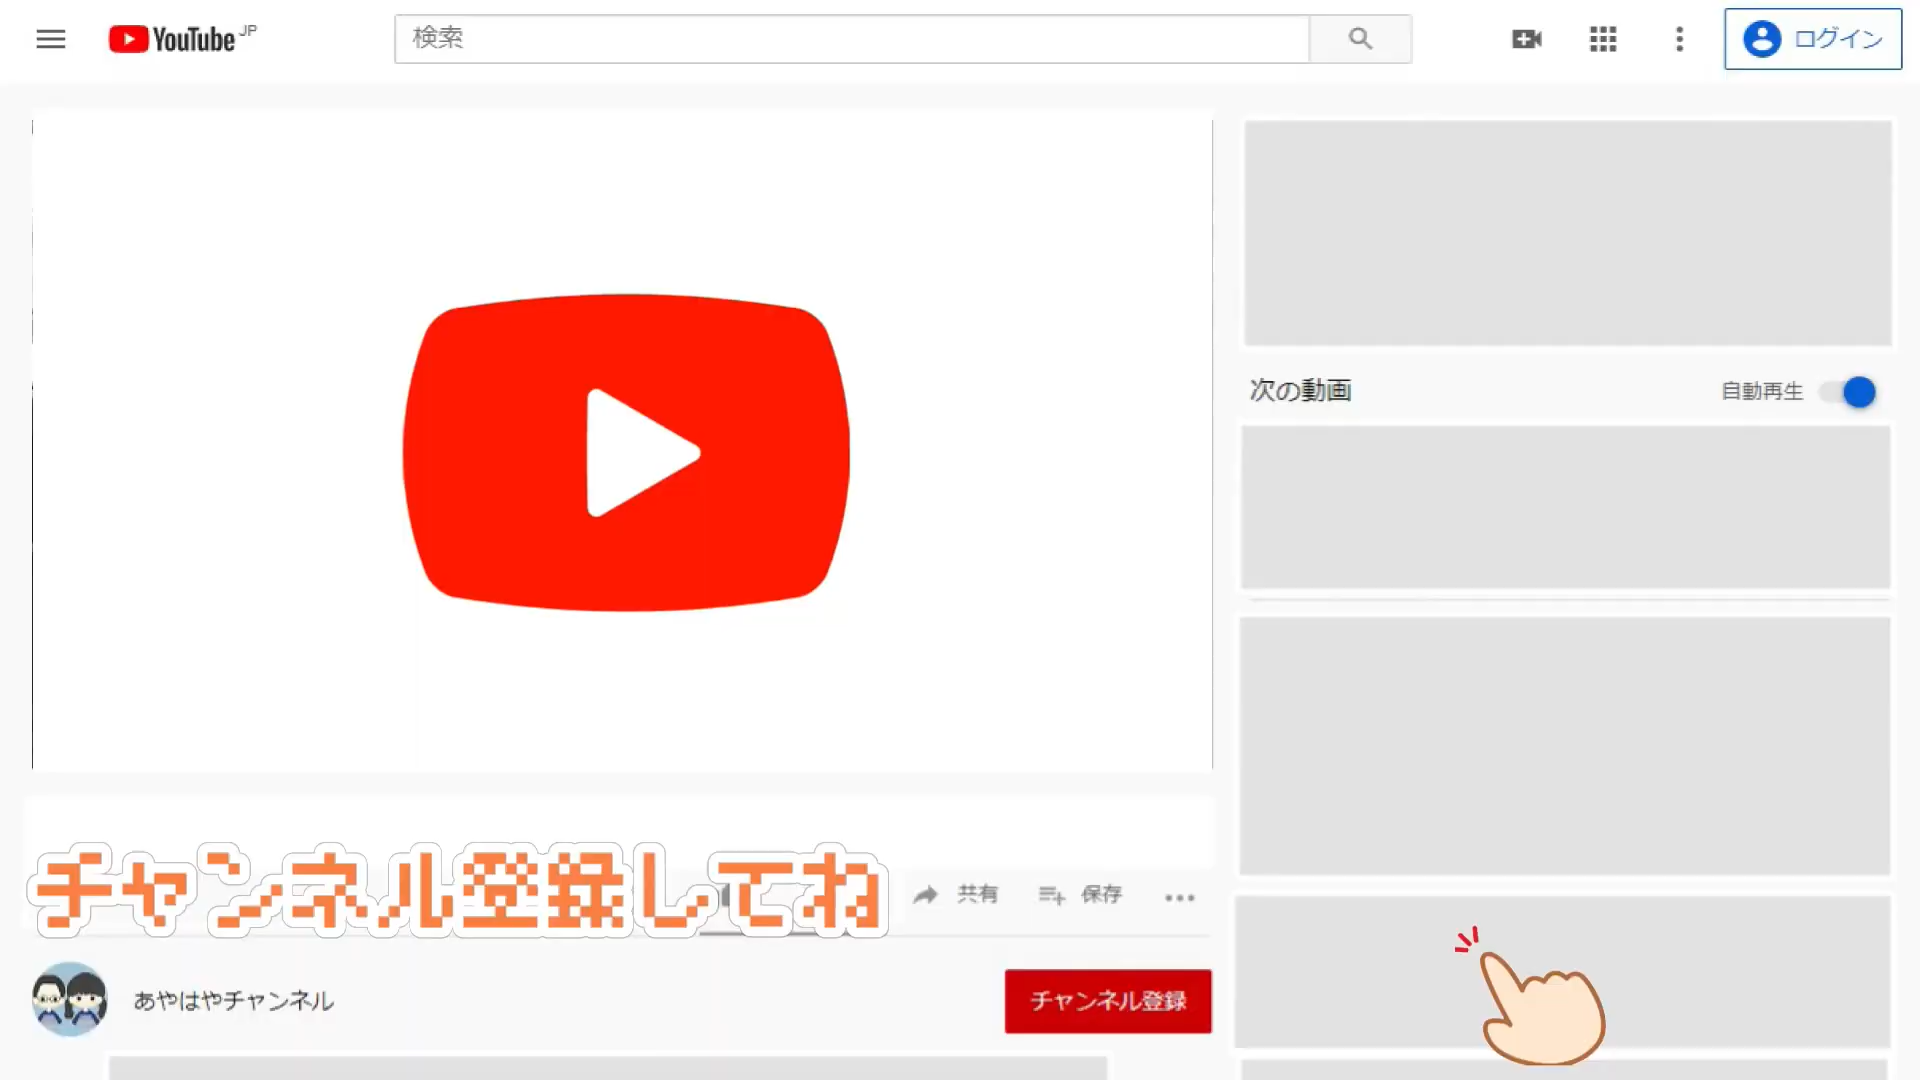 YouTube JP
検索
ログイン
次の動画
自動再生
チャンネル登録してね
共有
保存
あやはやチャンネル
チャンネル登録